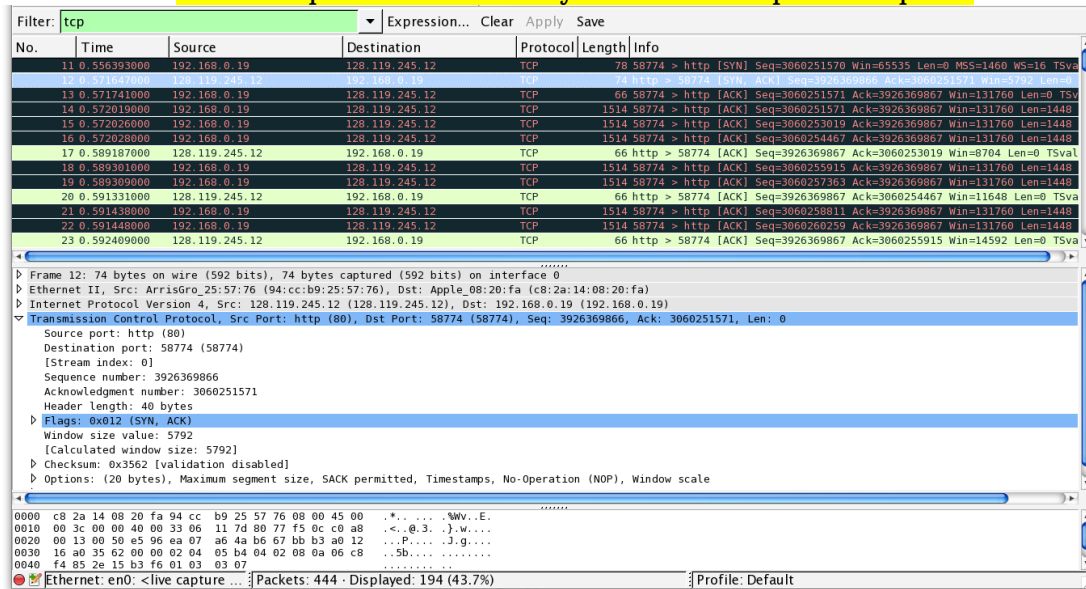 Filter: tcp Expression... Clear Apply Save
No. Time Source Destination Protocol Length Info
11 0.556393000 192.168.0.19 128.119.245.12 TCP 78 58774 > http [SYN] Seq=3060251570 Win=65535 Len=0 MSS=1460 WS=16 TSva
12 0.571647000 128.119.245.12 192.168.0.19 TCP 74 http > 58774 [SYN, ACK] Seq=3926369866 Ack=3060251571 Win=5792 Len=0
13 0.571741000 192.168.0.19 128.119.245.12 TCP 66 58774 > http [ACK] Seq=3060251571 Ack=3926369867 Win=131760 Len=0 TSv
14 0.572019000 192.168.0.19 128.119.245.12 TCP 1514 58774 > http [ACK] Seq=3060251571 Ack=3926369867 Win=131760 Len=1448
15 0.572026000 192.168.0.19 128.119.245.12 TCP 1514 58774 > http [ACK] Seq=3060253019 Ack=3926369867 Win=131760 Len=1448
16 0.572028000 192.168.0.19 128.119.245.12 TCP 1514 58774 > http [ACK] Seq=3060254467 Ack=3926369867 Win=131760 Len=1448
17 0.589187000 128.119.245.12 192.168.0.19 TCP 66 http > 58774 [ACK] Seq=3926369867 Ack=3060253019 Win=8704 Len=0 TSval
18 0.589301000 192.168.0.19 128.119.245.12 TCP 1514 58774 > http [ACK] Seq=3060255915 Ack=3926369867 Win=131760 Len=1448
19 0.589309000 192.168.0.19 128.119.245.12 TCP 1514 58774 > http [ACK] Seq=3060257363 Ack=3926369867 Win=131760 Len=1448
20 0.591331000 128.119.245.12 192.168.0.19 TCP 66 http > 58774 [ACK] Seq=3926369867 Ack=3060254467 Win=11648 Len=0 TSva
21 0.591438000 192.168.0.19 128.119.245.12 TCP 1514 58774 > http [ACK] Seq=3060258811 Ack=3926369867 Win=131760 Len=1448
22 0.591448000 192.168.0.19 128.119.245.12 TCP 1514 58774 > http [ACK] Seq=3060260259 Ack=3926369867 Win=131760 Len=1448
23 0.592409000 128.119.245.12 192.168.0.19 TCP 66 http > 58774 [ACK] Seq=3926369867 Ack=3060255915 Win=14592 Len=0 TSva
Frame 12: 74 bytes on wire (592 bits), 74 bytes captured (592 bits) on interface 0
Ethernet II, Src: ArrisGro_25:57:76 (94:cc:b9:25:57:76), Dst: Apple_08:20:fa (c8:2a:14:08:20:fa)
Internet Protocol Version 4, Src: 128.119.245.12 (128.119.245.12), Dst: 192.168.0.19 (192.168.0.19)
Transmission Control Protocol, Src Port: http (80), Dst Port: 58774 (58774), Seq: 3926369866, Ack: 3060251571, Len: 0
Source port: http (80)
Destination port: 58774 (58774)
[Stream index: 0]
Sequence number: 3926369866
Acknowledgment number: 3060251571
Header length: 40 bytes
Flags: 0x012 (SYN, ACK)
Window size value: 5792
[Calculated window size: 5792]
Checksum: 0x3562 [validation disabled]
Options: (20 bytes), Maximum segment size, SACK permitted, Timestamps, No-Operation (NOP), Window scale
0000 c8 2a 14 08 20 fa 94 cc b9 25 57 76 08 00 45 00 .*.. ... .%Wv..E.
0010 00 3c 00 00 40 00 33 06 11 7d 80 77 f5 0c c0 a8 .<..@.3. .}.w....
0020 00 13 00 50 e5 96 ea 07 a6 4a b6 67 bb b3 a0 12 ...P.... .J.g....
0030 16 a0 35 62 00 00 02 04 05 b4 04 02 08 0a 06 c8 ..5b.... ........
0040 f4 85 2e 15 b3 f6 01 03 03 07 ........ ..
Ethernet: en0: <live capture ... Packets: 444 · Displayed: 194 (43.7%) Profile: Default